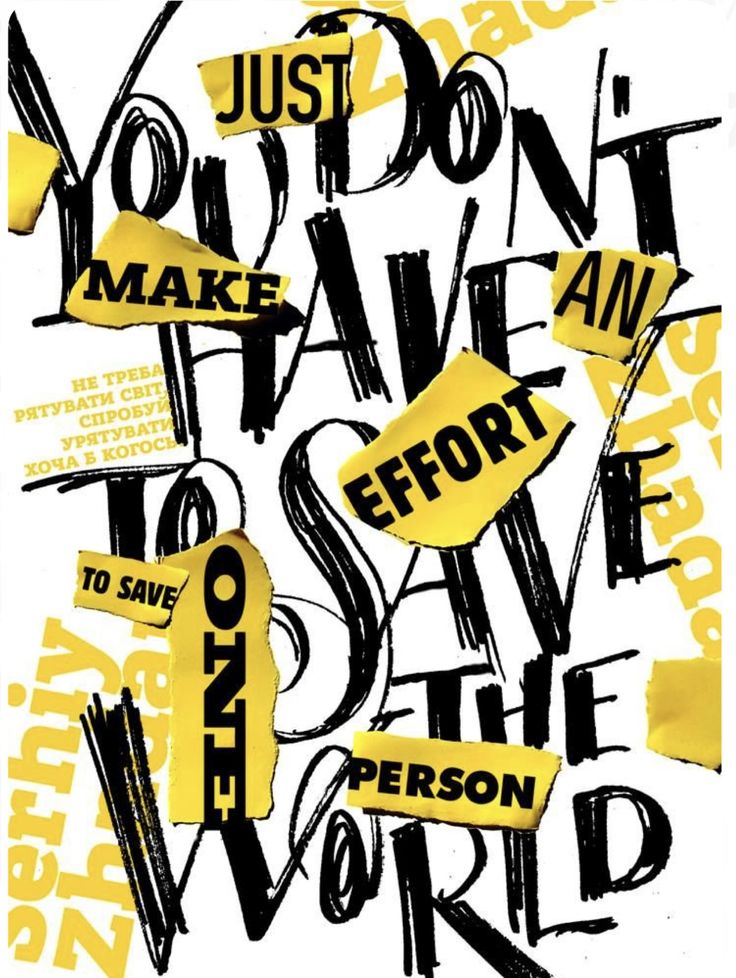 JUST
YOU DON'T
MAKE
AN
HAVE
EFFORT
НЕ ТРЕБА
РЯТУВАТИ СВІТ,
СПРОБУЙ
УРЯТУВАТИ
ХОЧА Б КОГОСЬ
TO SAVE
TO SAVE
ONE
THE
PERSON
WORLD
Serhiy
Zhadan